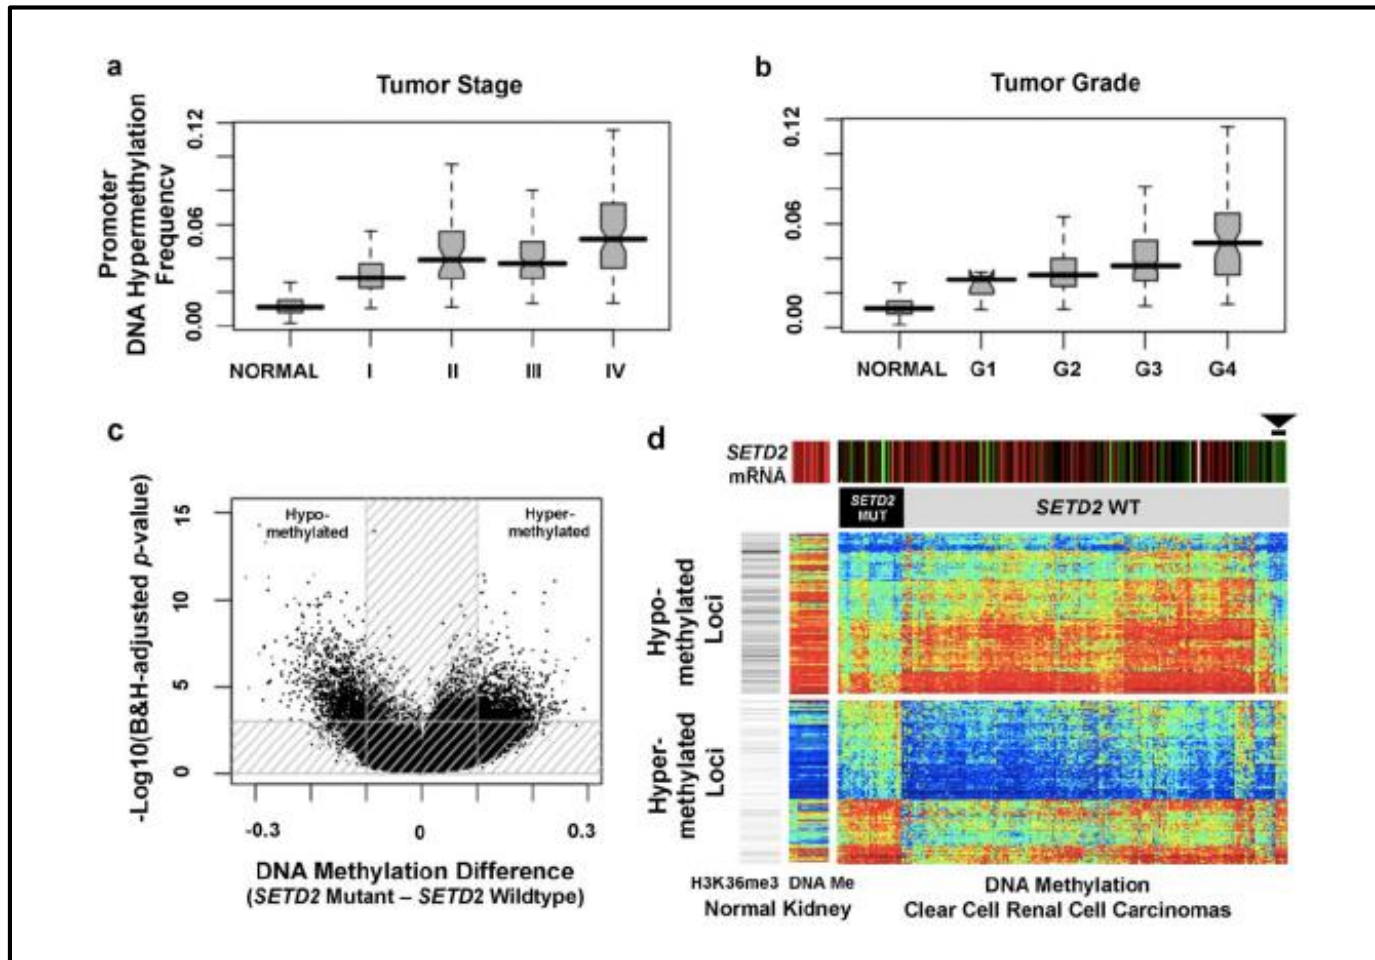 a
Tumor Stage
Promoter
DNA Hypermethylation
Frequency
0.12
0.06
0.00
NORMAL I II III IV
b
Tumor Grade
0.12
0.06
0.00
NORMAL G1 G2 G3 G4
c
-Log10(B&H-adjusted p-value)
15
10
5
0
Hypo-
methylated
Hyper-
methylated
-0.3 0 0.3
DNA Methylation Difference
(SETD2 Mutant – SETD2 Wildtype)
d
SETD2
mRNA
SETD2
MUT
SETD2 WT
Hypo-
methylated
Loci
Hyper-
methylated
Loci
H3K36me3 DNA Me
Normal Kidney
DNA Methylation
Clear Cell Renal Cell Carcinomas